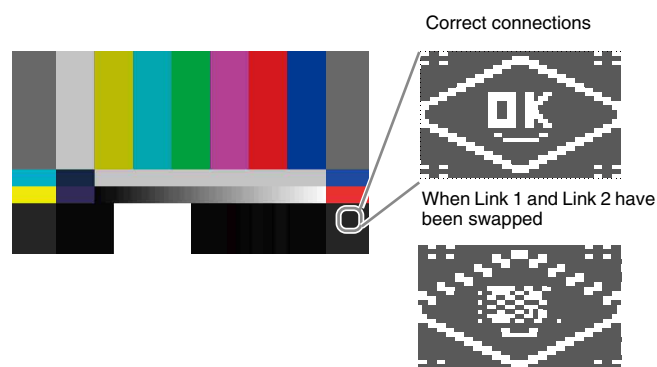 Correct connections
OK
When Link 1 and Link 2 have
been swapped